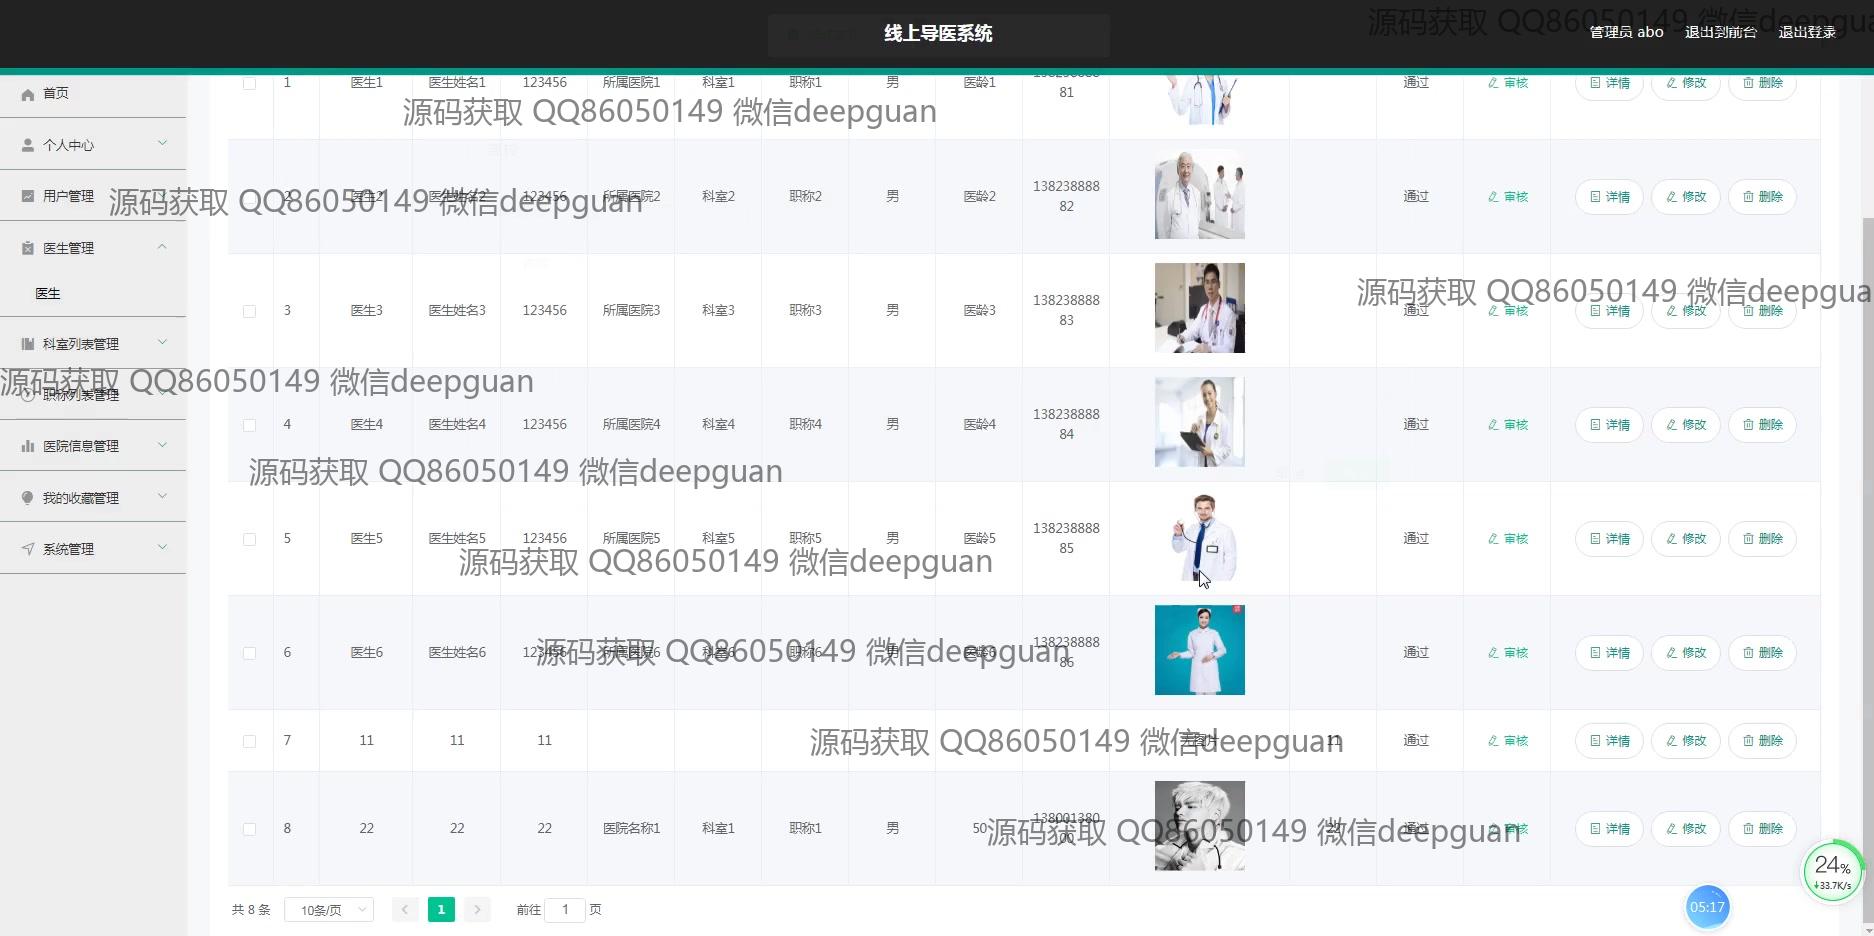 线上导医系统
管理员 abo 退出到前台 退出登录
源码获取 QQ86050149 微信deepgua
首页
个人中心
用户管理
医生管理
医生
科室列表管理
职称列表管理
医院信息管理
我的收藏管理
系统管理
1 医生1 医生姓名1 123456 所属医院1 科室1 职称1 男 医龄1 13823888881 通过 审核 详情 修改 删除
源码获取 QQ86050149 微信deepguan
2 医生2 医生姓名2 123456 所属医院2 科室2 职称2 男 医龄2 138238888
82 通过 审核 详情 修改 删除
源码获取 QQ86050149 微信deepguan
3 医生3 医生姓名3 123456 所属医院3 科室3 职称3 男 医龄3 138238888
83 通过 审核 详情 修改 删除
源码获取 QQ86050149 微信deepgua
源码获取 QQ86050149 微信deepguan
4 医生4 医生姓名4 123456 所属医院4 科室4 职称4 男 医龄4 138238888
84 通过 审核 详情 修改 删除
源码获取 QQ86050149 微信deepguan
5 医生5 医生姓名5 123456 所属医院5 科室5 职称5 男 医龄5 138238888
85 通过 审核 详情 修改 删除
源码获取 QQ86050149 微信deepguan
6 医生6 医生姓名6 123456 所属医院6 科室6 职称6 男 医龄6 138238888
86 通过 审核 详情 修改 删除
源码获取 QQ86050149 微信deepguan
7 11 11 11 无图片 11 通过 审核 详情 修改 删除
源码获取 QQ86050149 微信deepguan
8 22 22 22 医院名称1 科室1 职称1 男 50 138001380
00 22 通过 审核 详情 修改 删除
源码获取 QQ86050149 微信deepguan
共 8 条 10条/页 1 前往 1 页
05:17
24%
33.7K/s